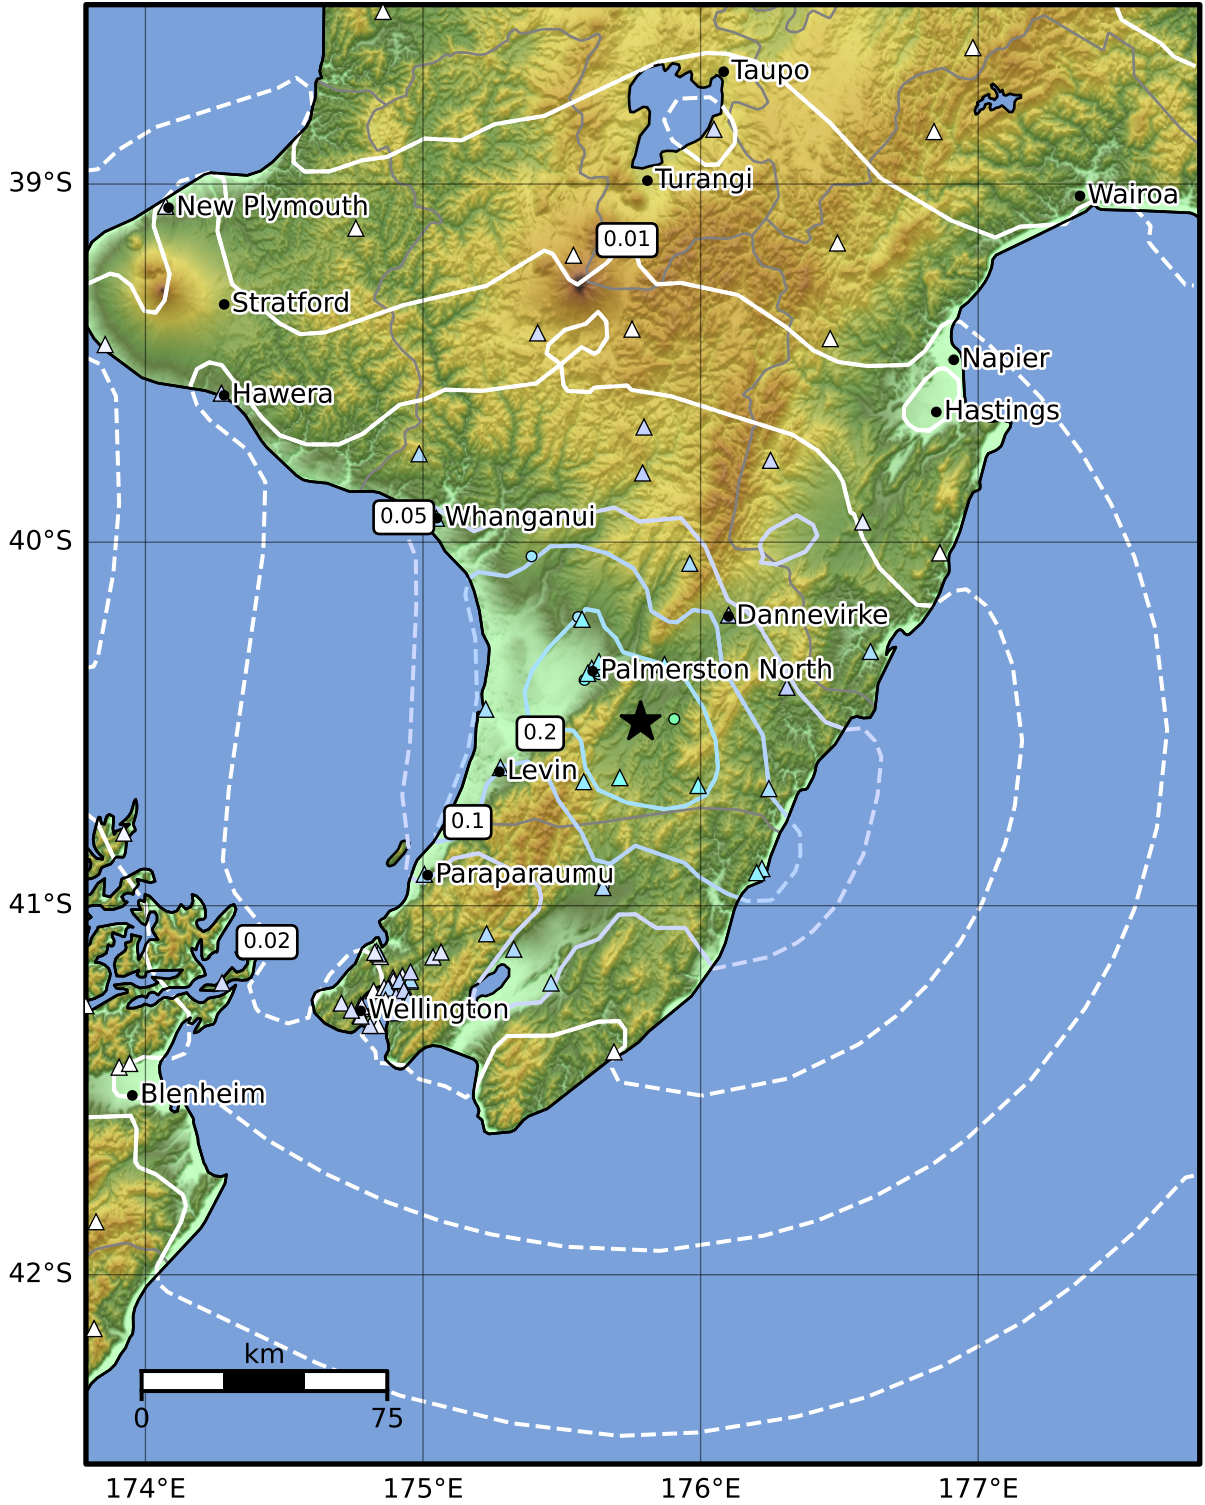 Taupo
Turangi
39°S
Wairoa
New Plymouth
0.01
Stratford
Napier
Hawera
Hastings
0.05
Whanganui
40°S
Dannevirke
Palmerston North
0.2
Levin
0.1
Paraparaumu
41°S
0.02
Wellington
Blenheim
42°S
km
0
75
174°E
175°E
176°E
177°E